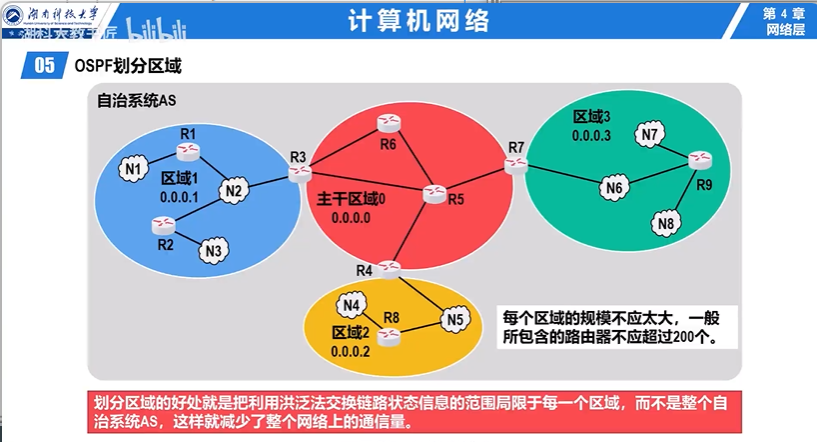 湖南科技大学
计算机网络
第 4 章
网络层
湖科大教书匠
bilibili
05 OSPF划分区域
自治系统AS
R1
N1
区域1
0.0.0.1
N2
R2
N3
R3
R6
主干区域0
0.0.0.0
R5
R7
区域3
0.0.0.3
N7
R9
N6
N8
R4
N4
R8
N5
区域2
0.0.0.2
每个区域的规模不应太大，一般
所包含的路由器不应超过200个。
划分区域的好处就是把利用洪泛法交换链路状态信息的范围局限于每一个区域，而不是整个自
治系统AS，这样就减少了整个网络上的通信量。